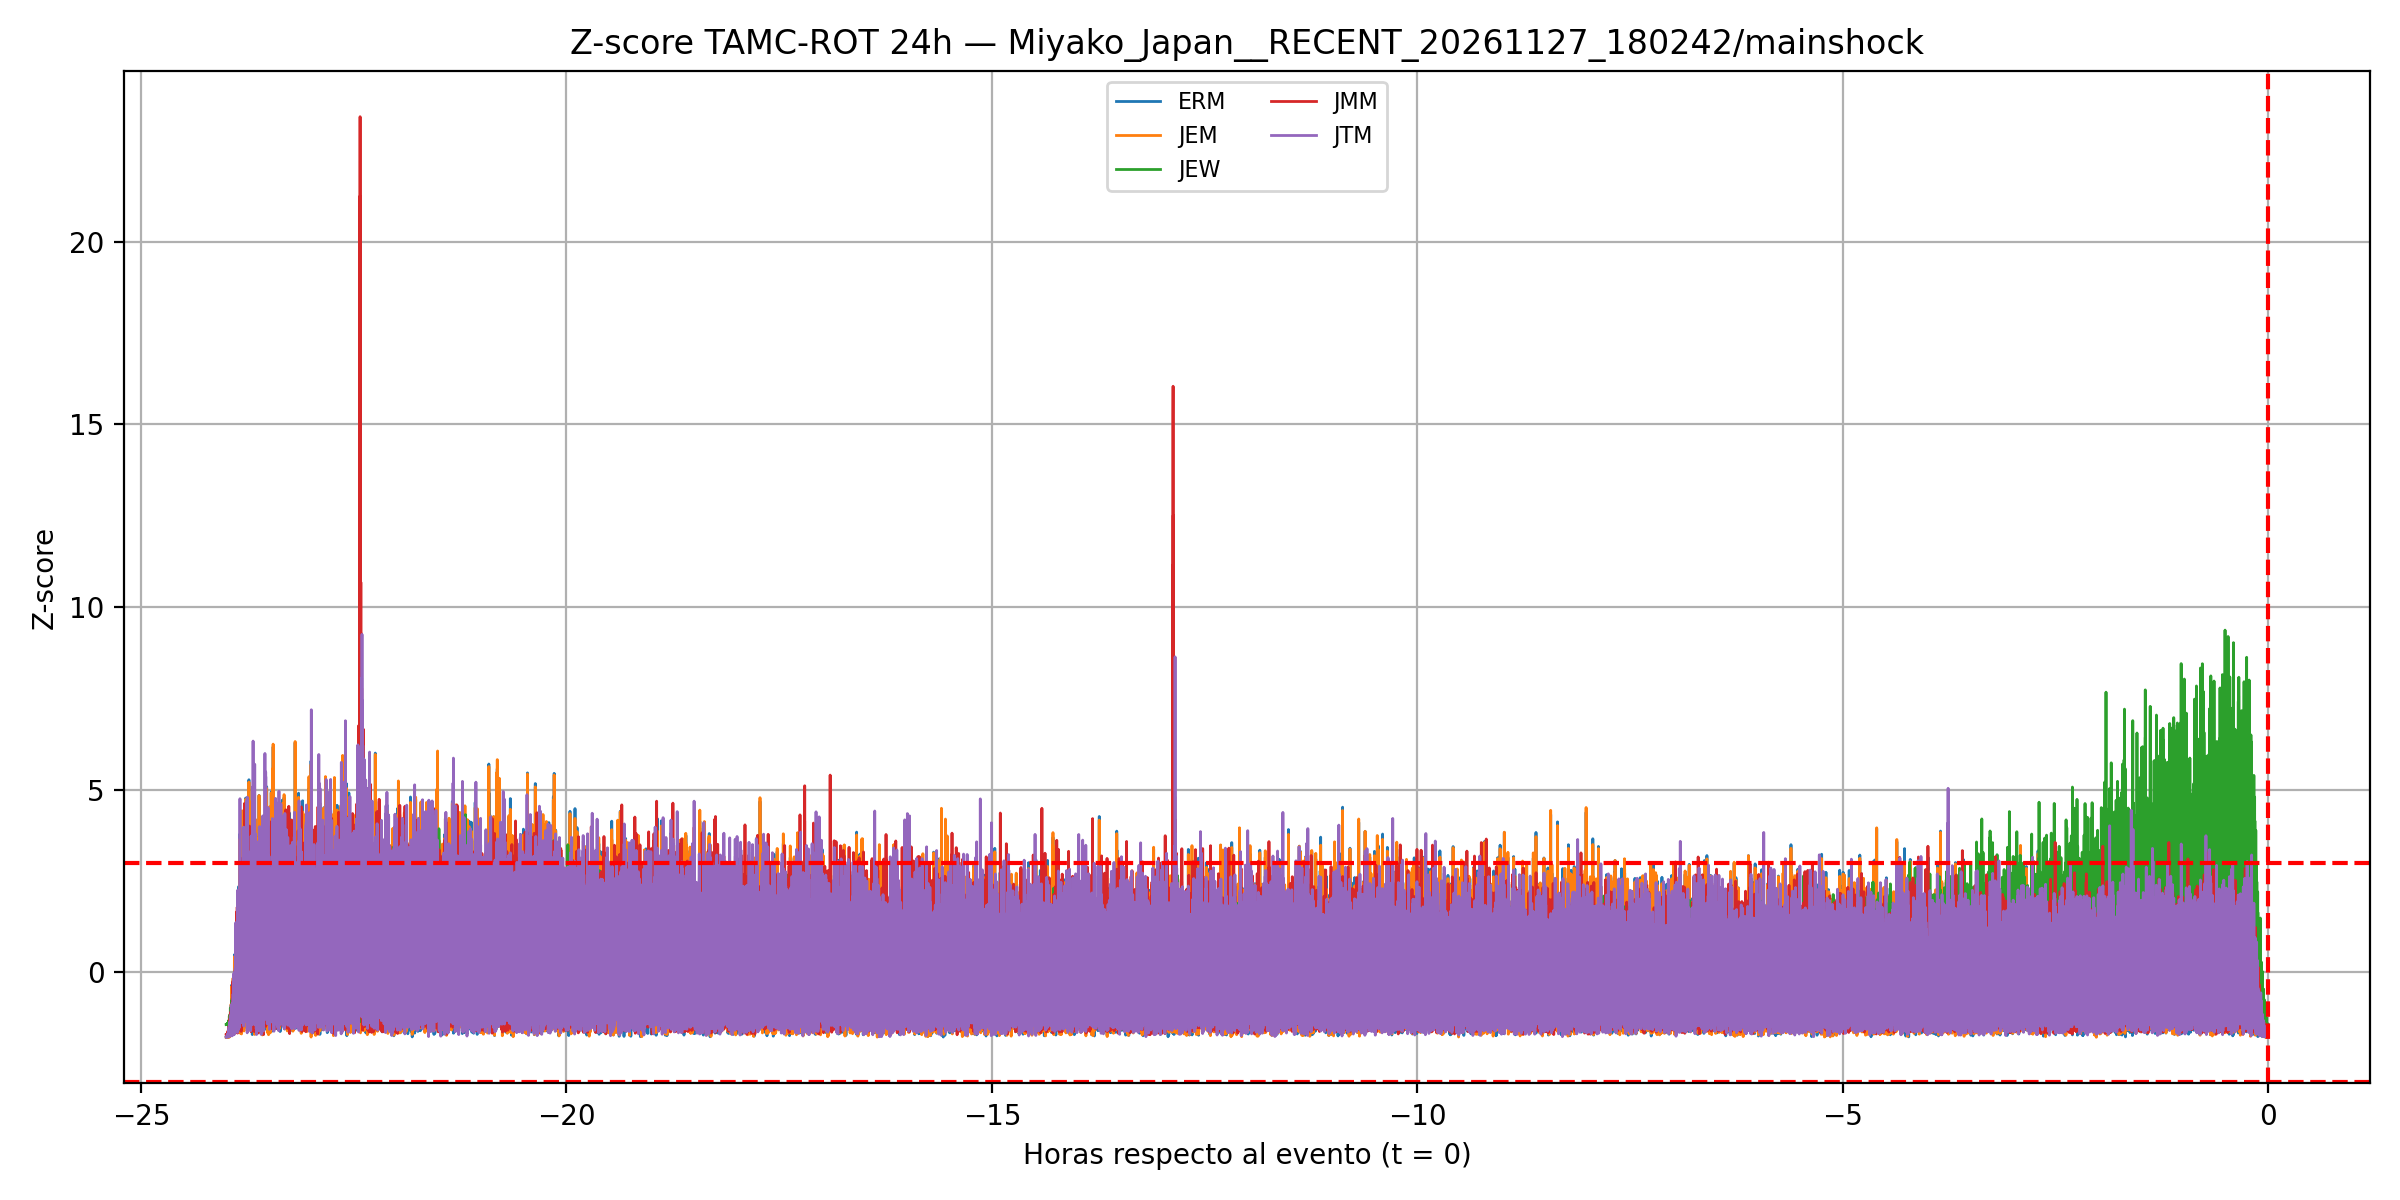 Z-score TAMC-ROT 24h — Miyako_Japan__RECENT_20261127_180242/mainshock
ERM
JEM
JEW
JMM
JTM
Z-score
20
15
10
5
0
−25
−20
−15
−10
−5
0
Horas respecto al evento (t = 0)